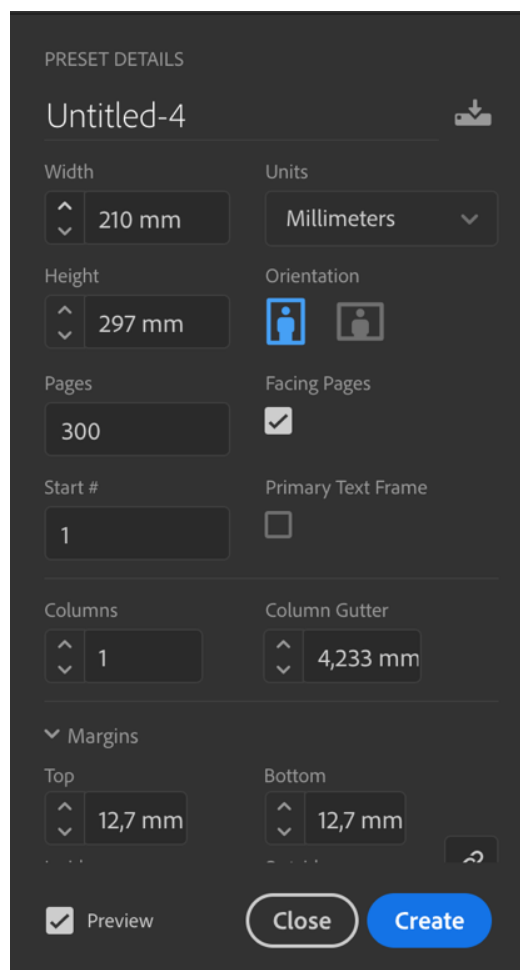 PRESET DETAILS
Untitled-4
Width Units
210 mm Millimeters
Height Orientation
297 mm
Pages Facing Pages
300
Start # Primary Text Frame
1
Columns Column Gutter
1 4,233 mm
Margins
Top Bottom
12,7 mm 12,7 mm
Preview Close Create